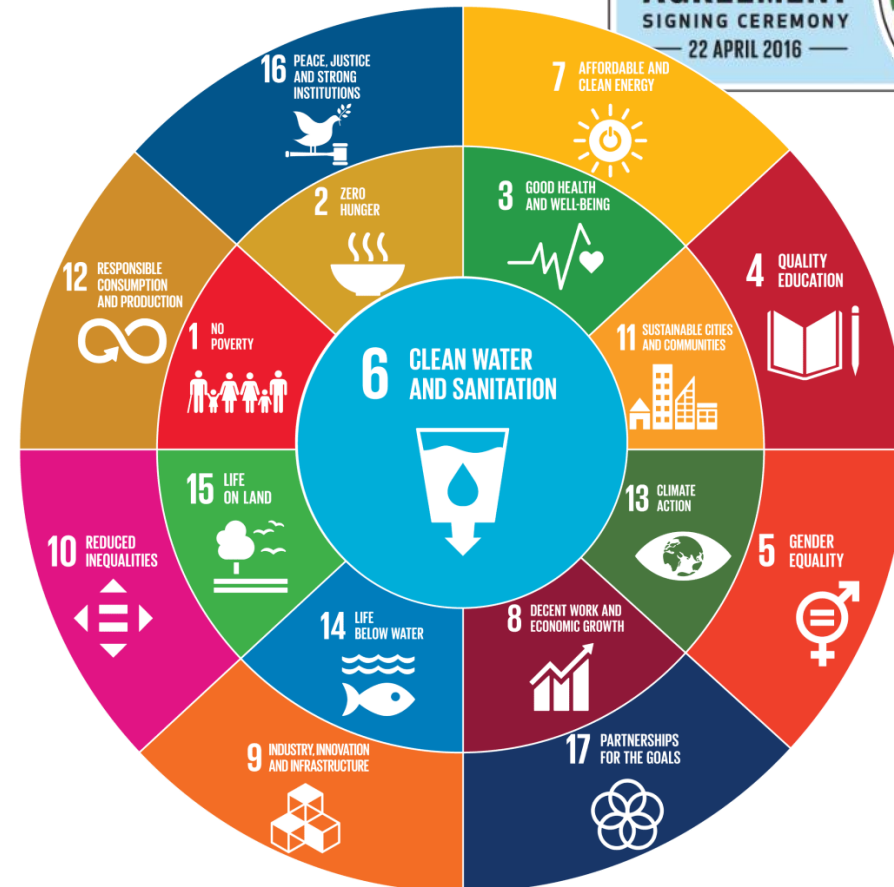 AGREEMENT
SIGNING CEREMONY
22 APRIL 2016
16 PEACE, JUSTICE
AND STRONG
INSTITUTIONS
7 AFFORDABLE AND
CLEAN ENERGY
2 ZERO
HUNGER
3 GOOD HEALTH
AND WELL-BEING
12 RESPONSIBLE
CONSUMPTION
AND PRODUCTION
4 QUALITY
EDUCATION
1 NO
POVERTY
11 SUSTAINABLE CITIES
AND COMMUNITIES
6 CLEAN WATER
AND SANITATION
15 LIFE
ON LAND
13 CLIMATE
ACTION
10 REDUCED
INEQUALITIES
5 GENDER
EQUALITY
14 LIFE
BELOW WATER
8 DECENT WORK AND
ECONOMIC GROWTH
9 INDUSTRY, INNOVATION
AND INFRASTRUCTURE
17 PARTNERSHIPS
FOR THE GOALS